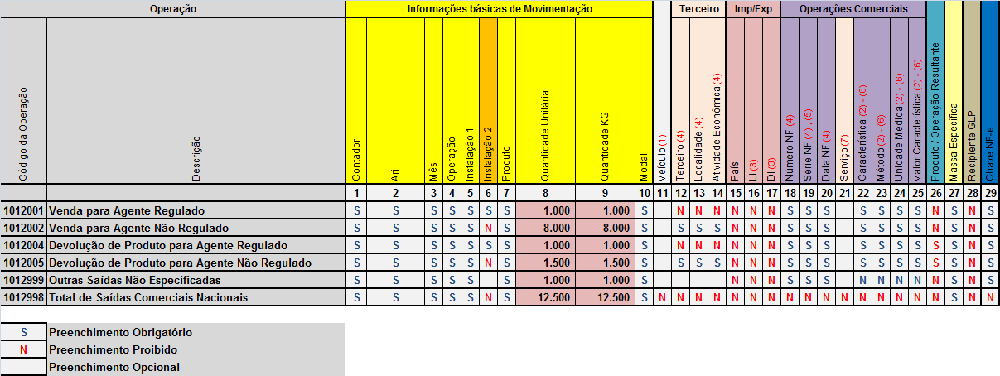 Operação Informações básicas de Movimentação Terceiro Imp/Exp Operações Comerciais
Código da Operação Descrição Contador Ari Mês Operação Instalação 1 Instalação 2 Produto Quantidade Unitária Quantidade KG Modal Veículo (1) Terceiro (4) Localidade (4) Atividade Econômica (4) País LI (3) DI (3) Número NF (4) Série NF (4) , (5) Data NF (4) Serviço (7) Característica (2) - (6) Método (2) - (6) Unidade Medida (2) - (6) Valor Característica (2) - (6) Produto / Operação Resultante Massa Específica Recipiente GLP Chave NF-e
1 2 3 4 5 6 7 8 9 10 11 12 13 14 15 16 17 18 19 20 21 22 23 24 25 26 27 28 29
1012001 Venda para Agente Regulado S S S S S S S 1.000 1.000 S N N N N N N S S S S S S S N S N S
1012002 Venda para Agente Não Regulado S S S S S N S 8.000 8.000 S S S S N N N S S S S S S S N S N S
1012004 Devolução de Produto para Agente Regulado S S S S S S S 1.000 1.000 S N N N N N N S S S S S S S S S N S
1012005 Devolução de Produto para Agente Não Regulado S S S S S N S 1.500 1.500 S S S S N N N S S S S S S S S S N S
1012999 Outras Saídas Não Especificadas S S S S S S 1.000 1.000 S N N N S S S N N N N N S N S
1012998 Total de Saídas Comerciais Nacionais S S S S S N S 12.500 12.500 S N N N N N N N N N N N N N N N N S N N
S Preenchimento Obrigatório
N Preenchimento Proibido
Preenchimento Opcional